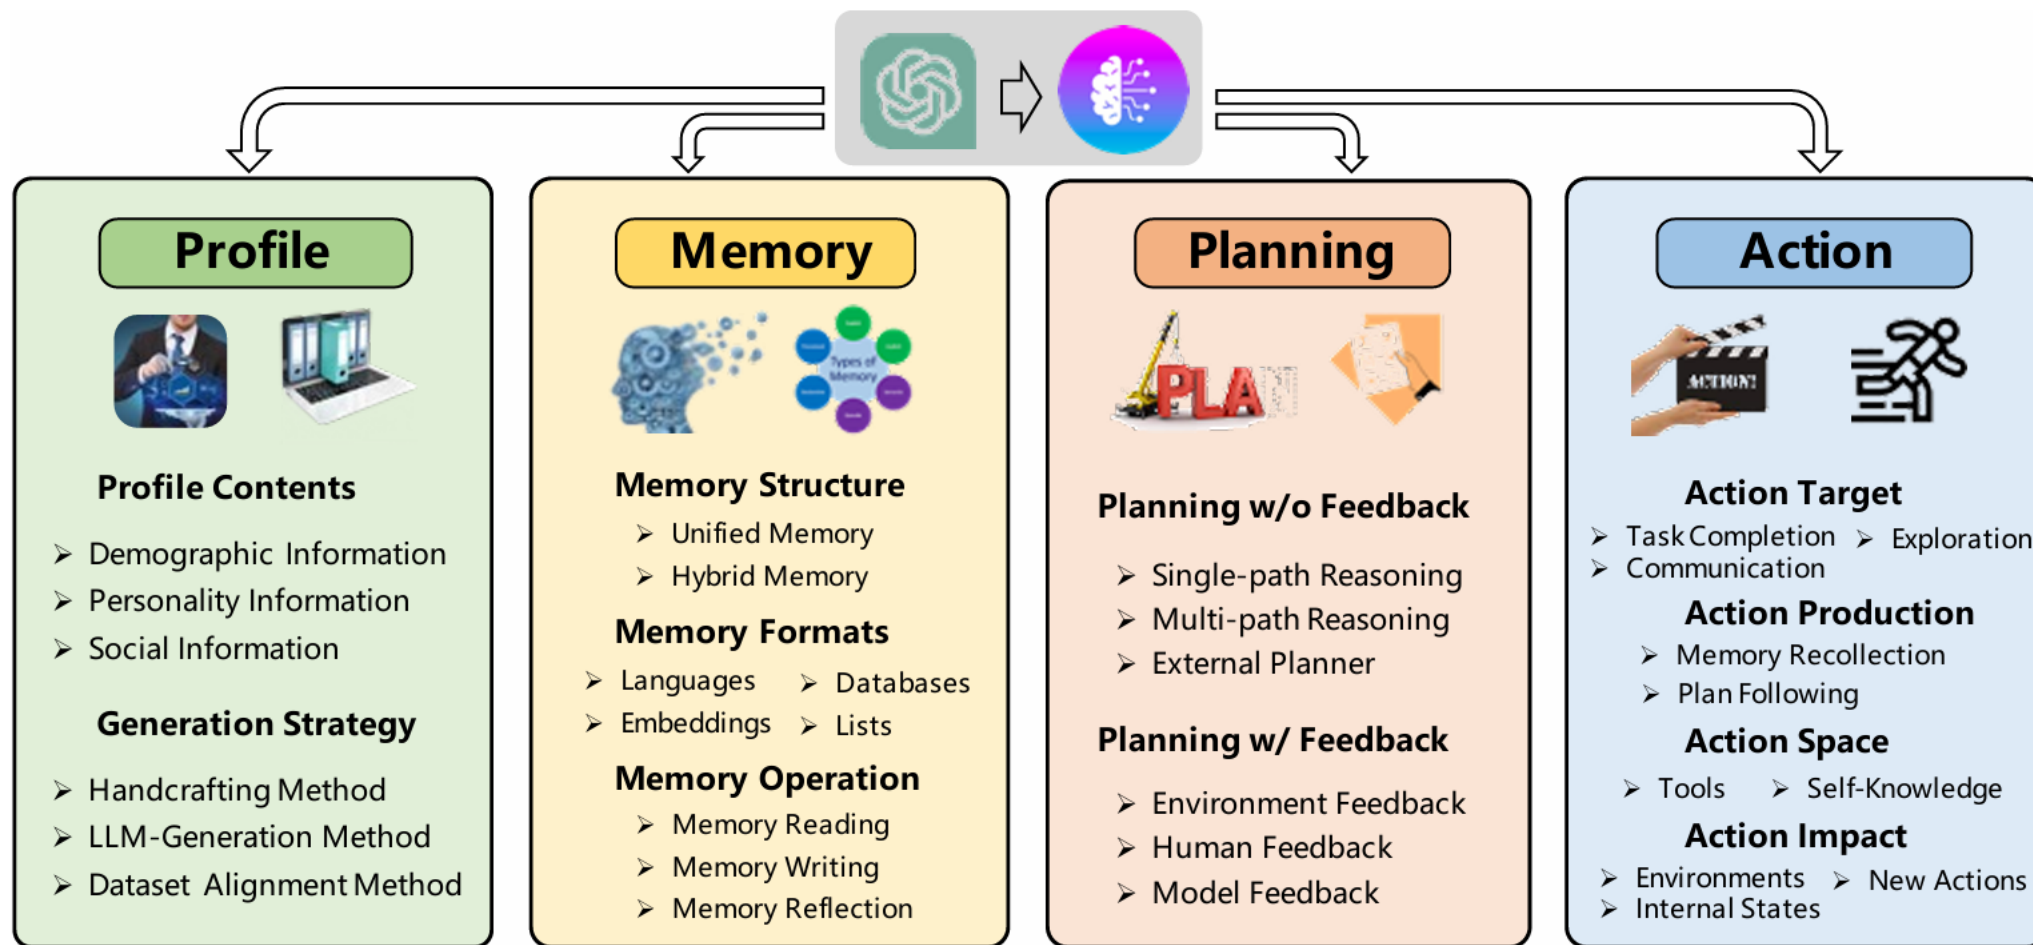 Profile
Profile Contents
Demographic Information
Personality Information
Social Information
Generation Strategy
Handcrafting Method
LLM-Generation Method
Dataset Alignment Method
Memory
Types of
Memory
Memory Structure
Unified Memory
Hybrid Memory
Memory Formats
Languages
Databases
Embeddings
Lists
Memory Operation
Memory Reading
Memory Writing
Memory Reflection
Planning
PLAN
Planning w/o Feedback
Single-path Reasoning
Multi-path Reasoning
External Planner
Planning w/ Feedback
Environment Feedback
Human Feedback
Model Feedback
Action
ACTION!
Action Target
Task Completion
Exploration
Communication
Action Production
Memory Recollection
Plan Following
Action Space
Tools
Self-Knowledge
Action Impact
Environments
New Actions
Internal States